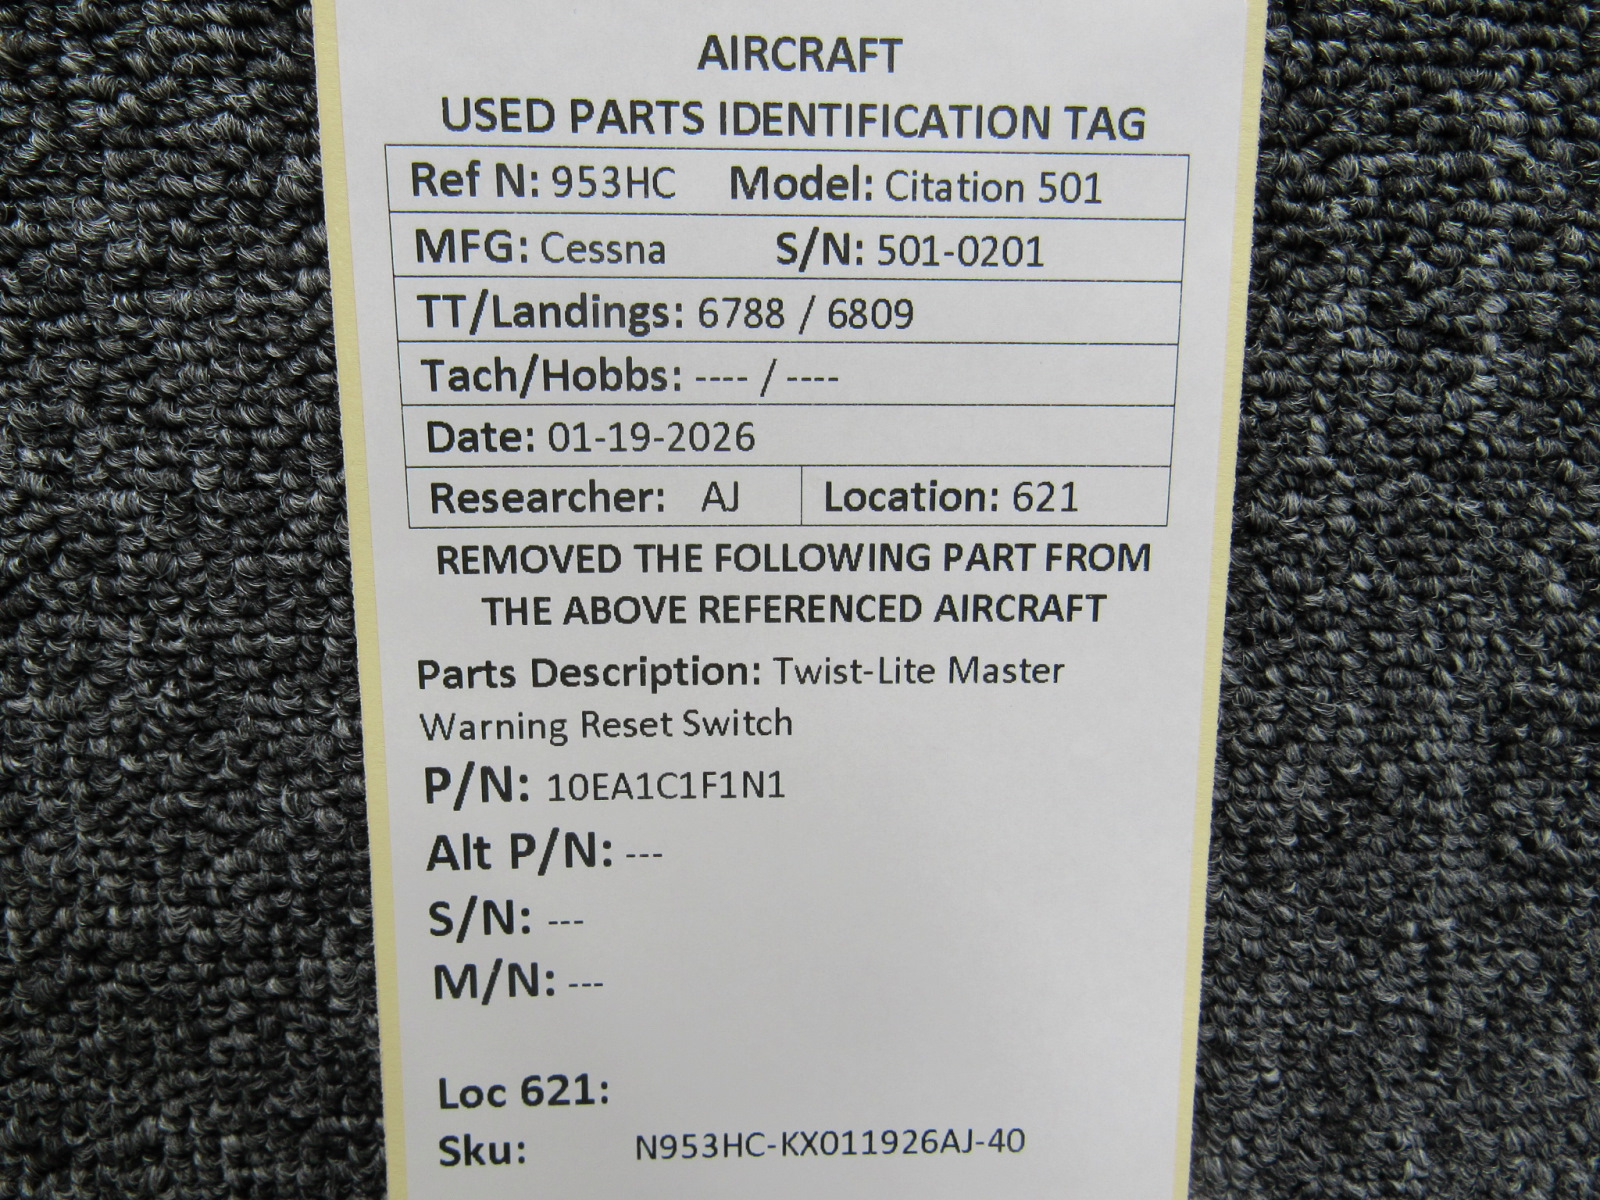 AIRCRAFT
USED PARTS IDENTIFICATION TAG
Ref N: 953HC Model: Citation 501
MFG: Cessna S/N: 501-0201
TT/Landings: 6788 / 6809
Tach/Hobbs: ---- / ----
Date: 01-19-2026
Researcher: AJ Location: 621
REMOVED THE FOLLOWING PART FROM
THE ABOVE REFERENCED AIRCRAFT
Parts Description: Twist-Lite Master
Warning Reset Switch
P/N: 10EA1C1F1N1
Alt P/N: ---
S/N: ---
M/N: ---
Loc 621:
Sku: N953HC-KX011926AJ-40